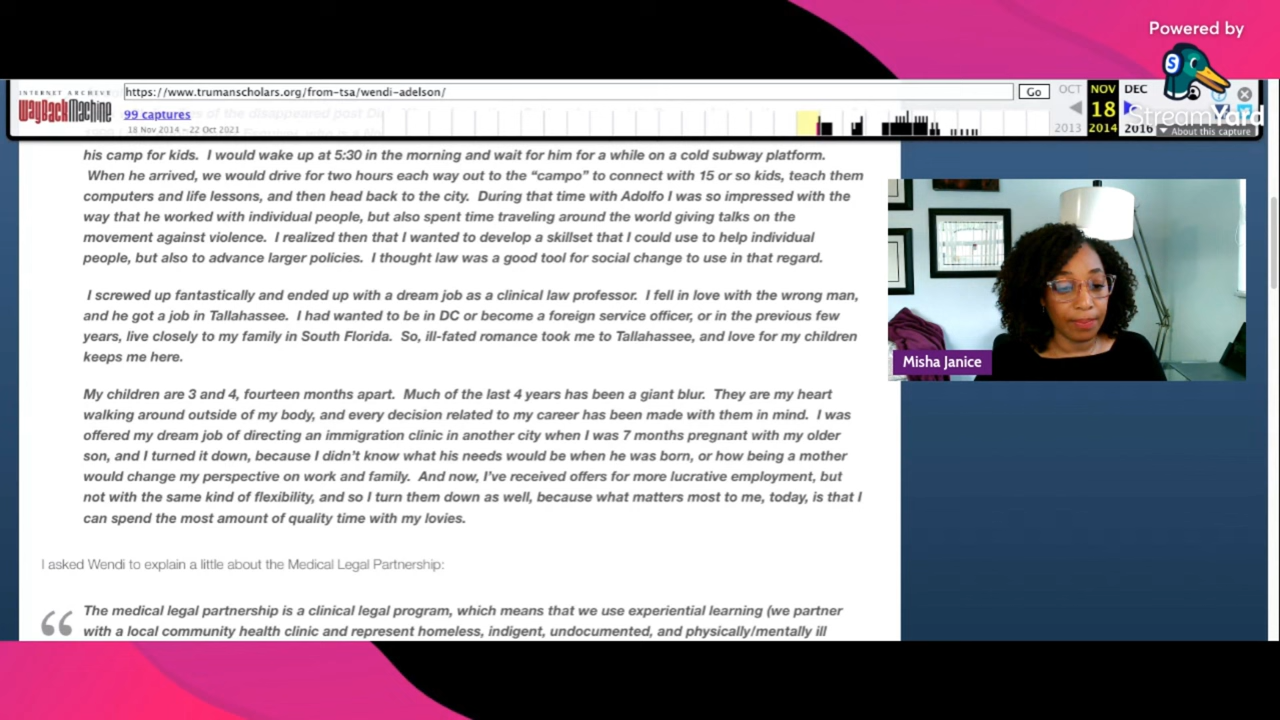 Powered by
StreamYard
INTERNET ARCHIVE
WayBackMachine
https://www.trumanscholars.org/from-tsa/wendi-adelson/
Go
OCT NOV DEC
99 captures
18
18 Nov 2014 – 22 Oct 2021
2013 2014 2016
About this capture
of the disappeared post
his camp for kids. I would wake up at 5:30 in the morning and wait for him for a while on a cold subway platform.
When he arrived, we would drive for two hours each way out to the “campo” to connect with 15 or so kids, teach them
computers and life lessons, and then head back to the city. During that time with Adolfo I was so impressed with the
way that he worked with individual people, but also spent time traveling around the world giving talks on the
movement against violence. I realized then that I wanted to develop a skillset that I could use to help individual
people, but also to advance larger policies. I thought law was a good tool for social change to use in that regard.
I screwed up fantastically and ended up with a dream job as a clinical law professor. I fell in love with the wrong man,
and he got a job in Tallahassee. I had wanted to be in DC or become a foreign service officer, or in the previous few
years, live closely to my family in South Florida. So, ill-fated romance took me to Tallahassee, and love for my children
keeps me here.
My children are 3 and 4, fourteen months apart. Much of the last 4 years has been a giant blur. They are my heart
walking around outside of my body, and every decision related to my career has been made with them in mind. I was
offered my dream job of directing an immigration clinic in another city when I was 7 months pregnant with my older
son, and I turned it down, because I didn’t know what his needs would be when he was born, or how being a mother
would change my perspective on work and family. And now, I’ve received offers for more lucrative employment, but
not with the same kind of flexibility, and so I turn them down as well, because what matters most to me, today, is that I
can spend the most amount of quality time with my lovies.
I asked Wendi to explain a little about the Medical Legal Partnership:
“ The medical legal partnership is a clinical legal program, which means that we use experiential learning (we partner
with a local community health clinic and represent homeless, indigent, undocumented, and physically/mentally ill
Misha Janice